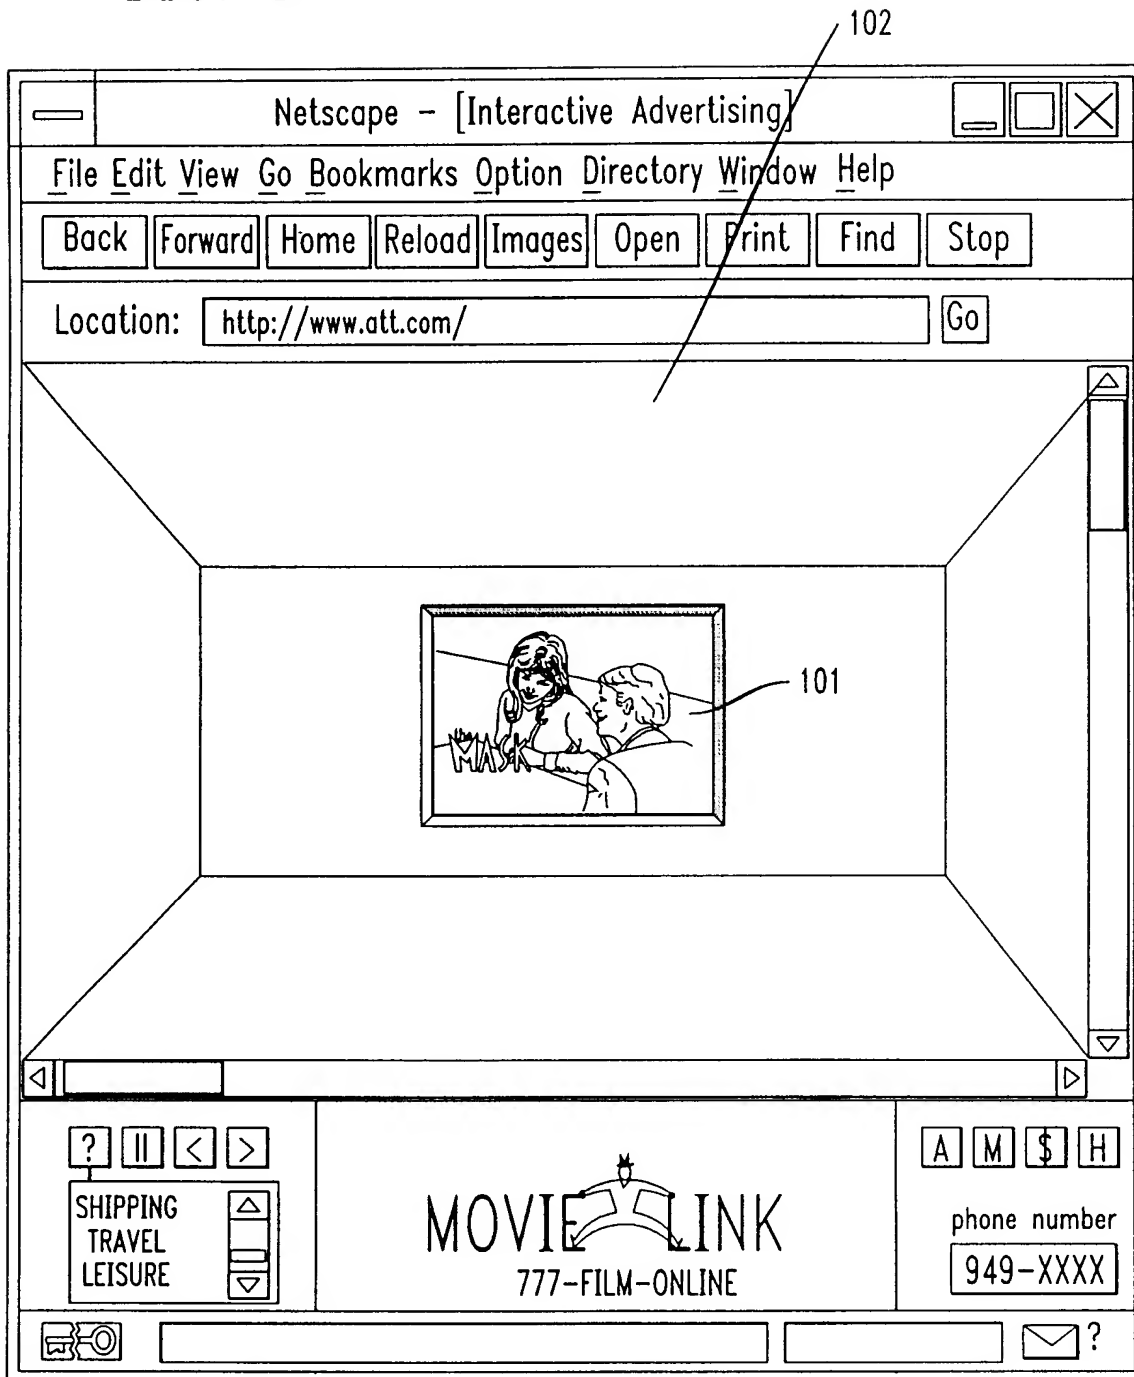 102
Netscape - [Interactive Advertising]
File Edit View Go Bookmarks Option Directory Window Help
Back Forward Home Reload Images Open Print Find Stop
Location: http://www.att.com/ Go
101
the MASK
? || < > A M $ H
SHIPPING
TRAVEL
LEISURE
MOVIE LINK
777-FILM-ONLINE
phone number
949-XXXX
?